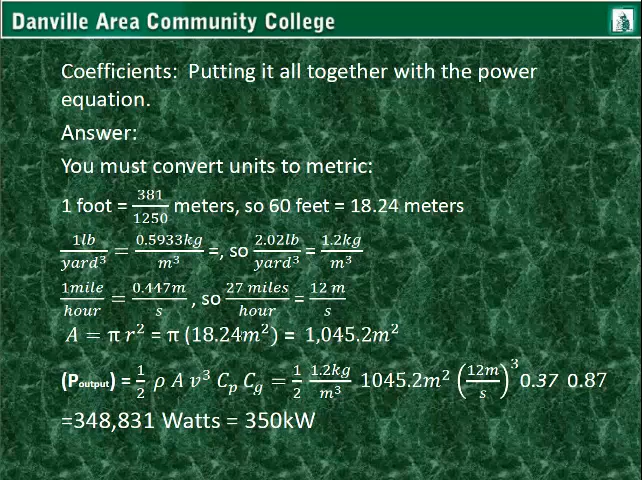 Danville Area Community College
Coefficients: Putting it all together with the power
equation.
Answer:
You must convert units to metric:
1 foot = 381/1250 meters, so 60 feet = 18.24 meters
1lb/yard³ = 0.5933kg/m³ =, so 2.02lb/yard³ = 1.2kg/m³
1mile/hour = 0.447m/s , so 27 miles/hour = 12 m/s
A = π r² = π (18.24m²) = 1,045.2m²
(Poutput) = 1/2 ρ A v³ Cp Cg = 1/2 1.2kg/m³ 1045.2m² (12m/s)³ 0.37 0.87
=348,831 Watts = 350kW